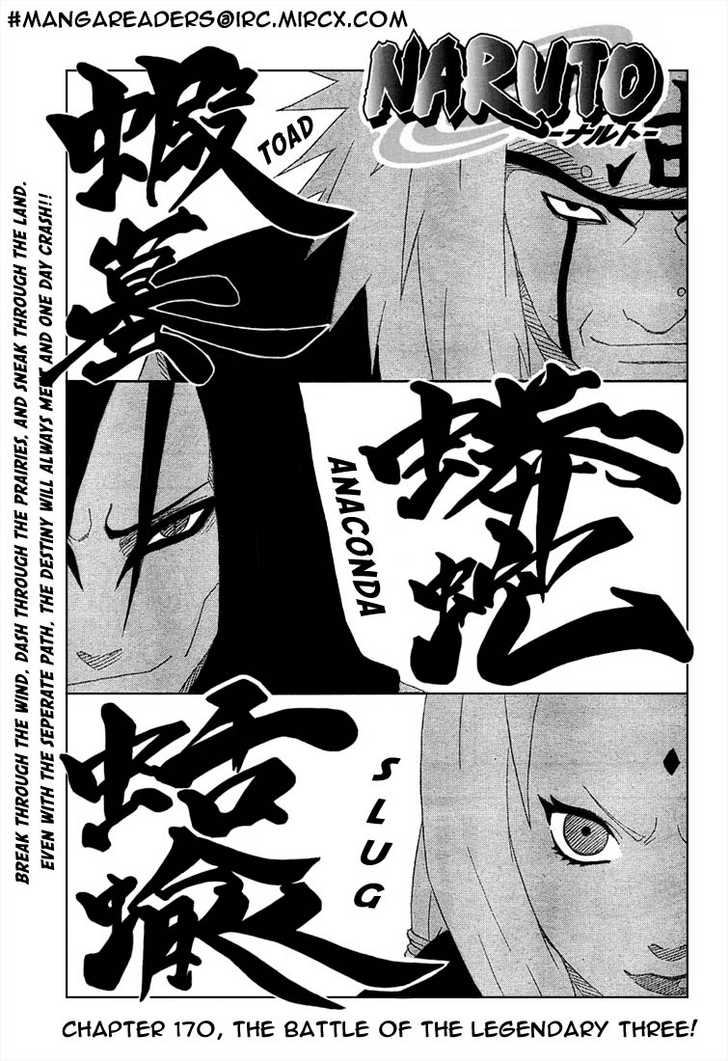 #MANGAREADERS@IRC.MIRCX.COM
NARUTO
-ナルト-
蝦
蟇
TOAD
BREAK THROUGH THE WIND, DASH THROUGH THE PRAIRIES, AND SNEAK THROUGH THE LAND.
EVEN WITH THE SEPERATE PATH, THE DESTINY WILL ALWAYS MEET AND ONE DAY CRASH!!
ANACONDA
蟒
蛇
蛞
蝓
SLUG
CHAPTER 170, THE BATTLE OF THE LEGENDARY THREE!